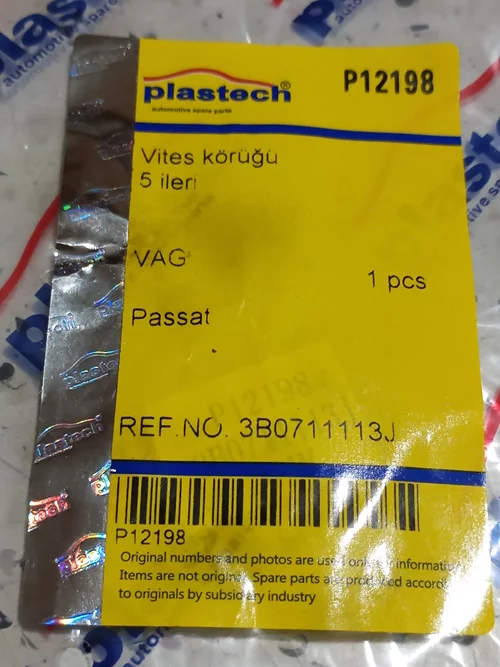 plastech®
automotive spare parts
P12198
Vites körüğü
5 ileri
VAG
1 pcs
Passat
REF.NO. 3B0711113J
P12198
Original numbers and photos are used only for information
Items are not original. Spare parts are produced
to originals by subsidiary industry